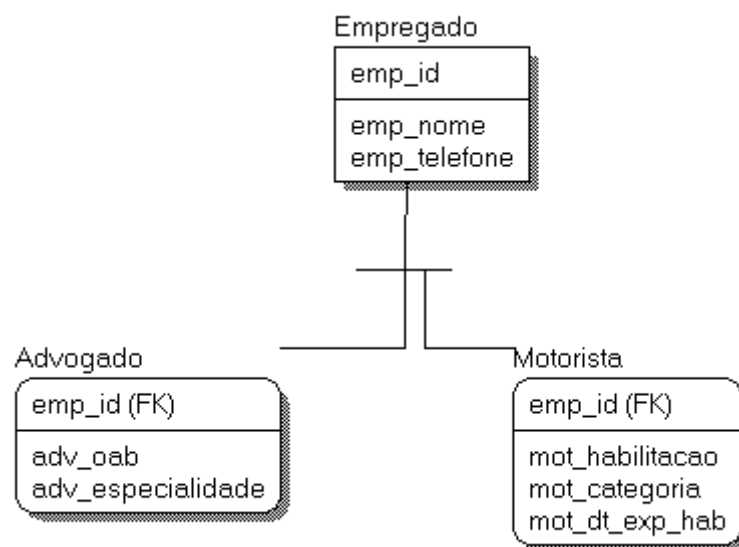 Empregado
emp_id
emp_nome
emp_telefone
Advogado
emp_id (FK)
adv_oab
adv_especialidade
Motorista
emp_id (FK)
mot_habilitacao
mot_categoria
mot_dt_exp_hab